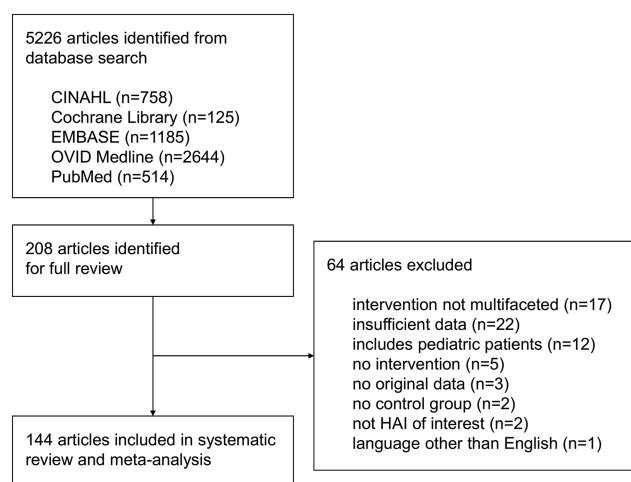 5226 articles identified from
database search
CINAHL (n=758)
Cochrane Library (n=125)
EMBASE (n=1185)
OVID Medline (n=2644)
PubMed (n=514)
208 articles identified
for full review
64 articles excluded
intervention not multifaceted (n=17)
insufficient data (n=22)
includes pediatric patients (n=12)
no intervention (n=5)
no original data (n=3)
no control group (n=2)
not HAI of interest (n=2)
language other than English (n=1)
144 articles included in systematic
review and meta-analysis